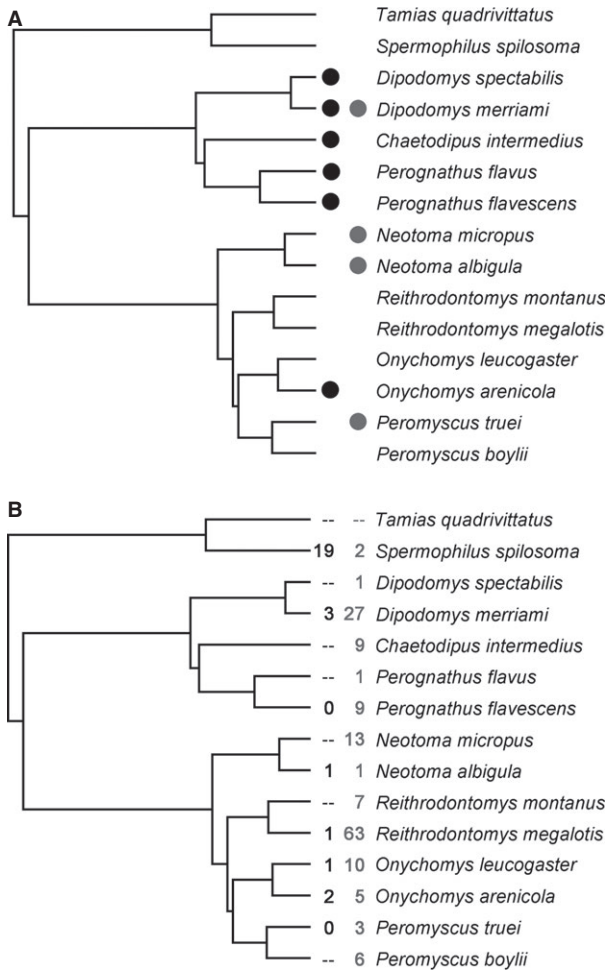 A
Tamias quadrivittatus
Spermophilus spilosoma
Dipodomys spectabilis
Dipodomys merriami
Chaetodipus intermedius
Perognathus flavus
Perognathus flavescens
Neotoma micropus
Neotoma albigula
Reithrodontomys montanus
Reithrodontomys megalotis
Onychomys leucogaster
Onychomys arenicola
Peromyscus truei
Peromyscus boylii
B
-- -- Tamias quadrivittatus
19 2 Spermophilus spilosoma
-- 1 Dipodomys spectabilis
3 27 Dipodomys merriami
-- 9 Chaetodipus intermedius
-- 1 Perognathus flavus
0 9 Perognathus flavescens
-- 13 Neotoma micropus
1 1 Neotoma albigula
-- 7 Reithrodontomys montanus
1 63 Reithrodontomys megalotis
1 10 Onychomys leucogaster
2 5 Onychomys arenicola
0 3 Peromyscus truei
-- 6 Peromyscus boylii